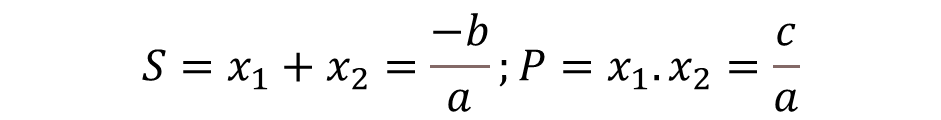 S = x₁ + x₂ = −b/a ; P = x₁. x₂ = c/a